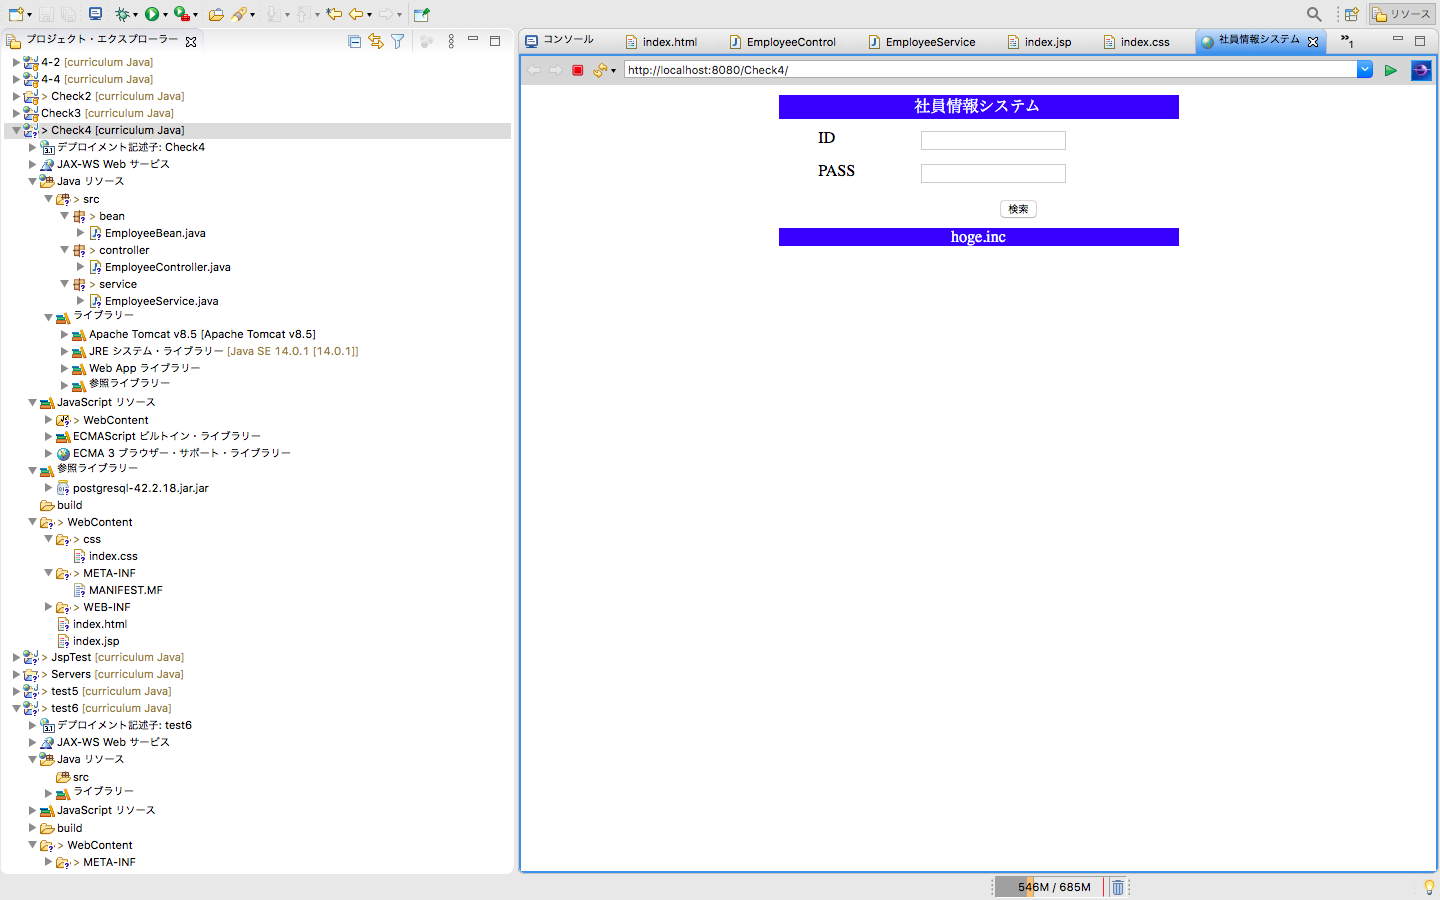 リソース
プロジェクト・エクスプローラー
4-2 [curriculum Java]
4-4 [curriculum Java]
> Check2 [curriculum Java]
Check3 [curriculum Java]
> Check4 [curriculum Java]
デプロイメント記述子: Check4
JAX-WS Web サービス
Java リソース
> src
> bean
EmployeeBean.java
> controller
EmployeeController.java
> service
EmployeeService.java
ライブラリー
Apache Tomcat v8.5 [Apache Tomcat v8.5]
JRE システム・ライブラリー [Java SE 14.0.1 [14.0.1]]
Web App ライブラリー
参照ライブラリー
JavaScript リソース
> WebContent
ECMAScript ビルトイン・ライブラリー
ECMA 3 ブラウザー・サポート・ライブラリー
参照ライブラリー
postgresql-42.2.18.jar.jar
build
> WebContent
> css
index.css
> META-INF
MANIFEST.MF
> WEB-INF
index.html
index.jsp
> JspTest [curriculum Java]
> Servers [curriculum Java]
> test5 [curriculum Java]
> test6 [curriculum Java]
デプロイメント記述子: test6
JAX-WS Web サービス
Java リソース
src
ライブラリー
JavaScript リソース
build
> WebContent
> META-INF
コンソール
index.html
EmployeeControl
EmployeeService
index.jsp
index.css
社員情報システム
»1
http://localhost:8080/Check4/
社員情報システム
ID
PASS
検索
hoge.inc
546M / 685M